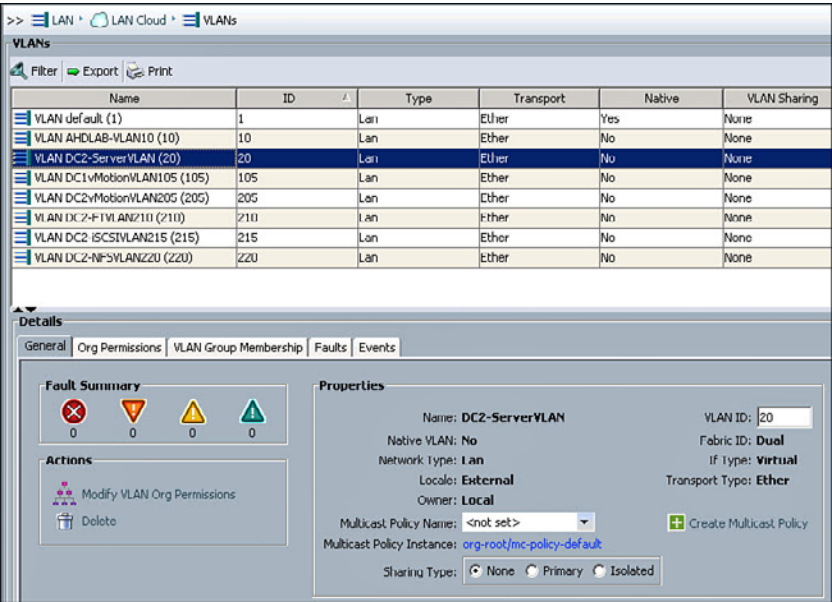 >> LAN LAN Cloud VLANs
VLANs
Filter Export Print
Name ID Type Transport Native VLAN Sharing
VLAN default (1) 1 Lan Ether Yes None
VLAN AHDLAB-VLAN10 (10) 10 Lan Ether No None
VLAN DC2-ServerVLAN (20) 20 Lan Ether No None
VLAN DC1vMotionVLAN105 (105) 105 Lan Ether No None
VLAN DC2vMotionVLAN205 (205) 205 Lan Ether No None
VLAN DC2-FTVLAN210 (210) 210 Lan Ether No None
VLAN DC2-iSCSIVLAN215 (215) 215 Lan Ether No None
VLAN DC2-NFSVLAN220 (220) 220 Lan Ether No None
Details
General Org Permissions VLAN Group Membership Faults Events
Fault Summary
0 0 0 0
Actions
Modify VLAN Org Permissions
Delete
Properties
Name: DC2-ServerVLAN VLAN ID: 20
Native VLAN: No Fabric ID: Dual
Network Type: Lan If Type: Virtual
Locale: External Transport Type: Ether
Owner: Local
Multicast Policy Name: <not set> Create Multicast Policy
Multicast Policy Instance: org-root/mc-policy-default
Sharing Type: None Primary Isolated